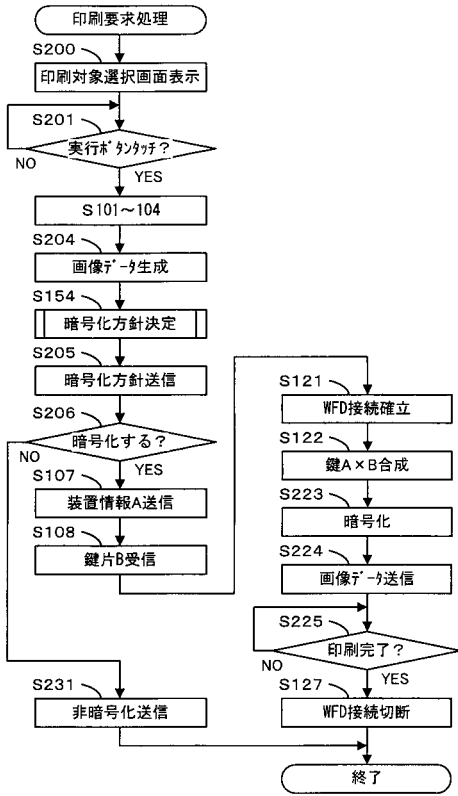 印刷要求処理
S200
印刷対象選択画面表示
S201
実行ﾎﾞﾀﾝﾀｯﾁ？
NO
YES
S101～104
S204
画像ﾃﾞｰﾀ生成
S154
暗号化方針決定
S205
暗号化方針送信
S206
暗号化する？
NO
YES
S107
装置情報A送信
S108
鍵片B受信
S231
非暗号化送信
S121
WFD接続確立
S122
鍵A×B合成
S223
暗号化
S224
画像ﾃﾞｰﾀ送信
S225
印刷完了？
NO
YES
S127
WFD接続切断
終了